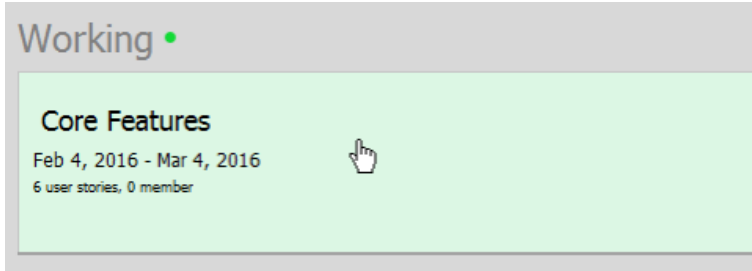 Working
Core Features
Feb 4, 2016 - Mar 4, 2016
6 user stories, 0 member